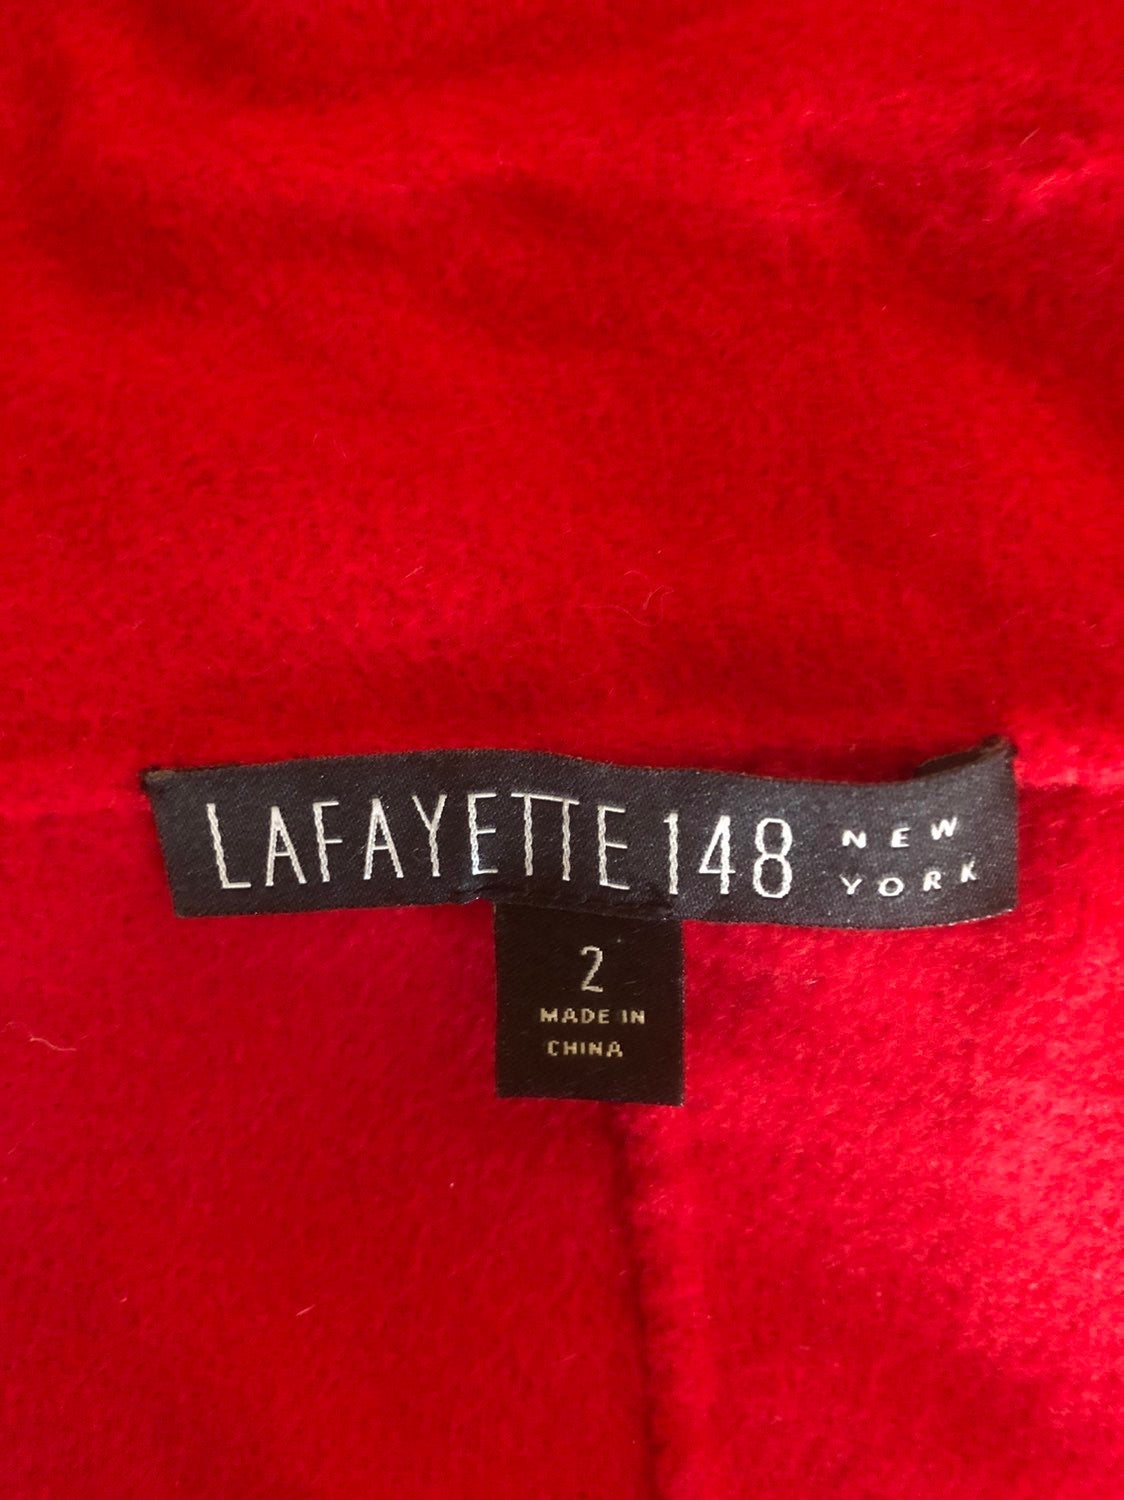 LAFAYETTE 148 NEW
YORK
2
MADE IN
CHINA